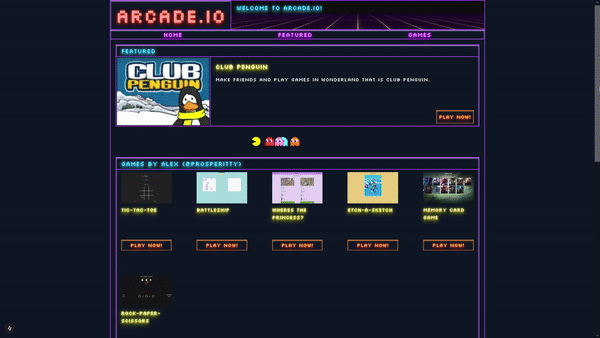 ARCADE.IO
WELCOME TO ARCADE.IO!
HOME
FEATURED
GAMES
FEATURED
CLUB PENGUIN
CLUB PENGUIN
MAKE FRIENDS AND PLAY GAMES IN WONDERLAND THAT IS CLUB PENGUIN.
PLAY NOW!
GAMES BY ALEX (@PROSPERITTY)
TIC-TAC-TOE
BATTLESHIP
WHERES THE
PRINCESS?
ETCH-A-SKETCH
MEMORY CARD
GAME
PLAY NOW!
PLAY NOW!
PLAY NOW!
PLAY NOW!
PLAY NOW!
ROCK-PAPER-
SCISSORS